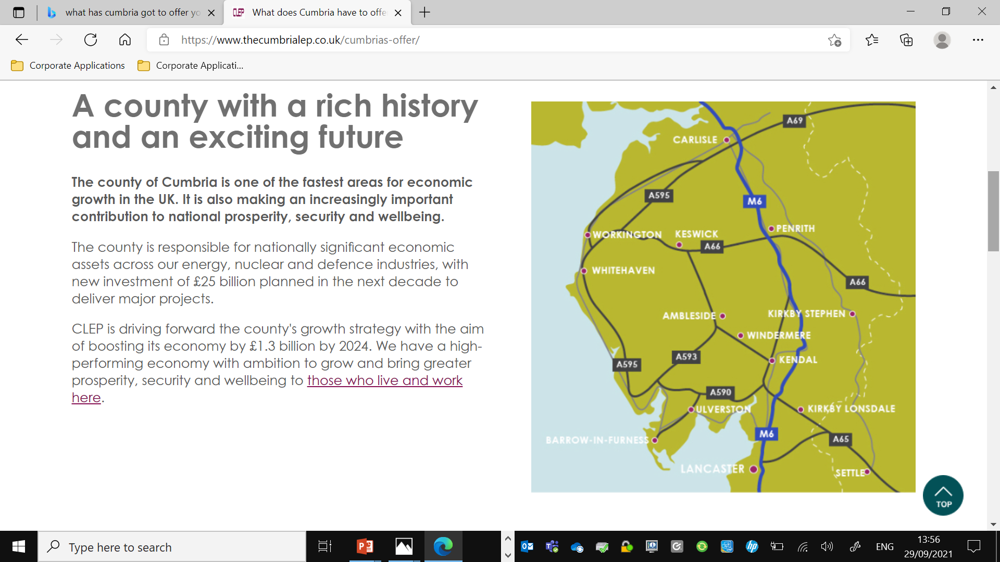 what has cumbria got to offer yo
CLEP What does Cumbria have to offe
https://www.thecumbrialep.co.uk/cumbrias-offer/
Corporate Applications
Corporate Applicati...
A county with a rich history
and an exciting future
The county of Cumbria is one of the fastest areas for economic
growth in the UK. It is also making an increasingly important
contribution to national prosperity, security and wellbeing.
The county is responsible for nationally significant economic
assets across our energy, nuclear and defence industries, with
new investment of £25 billion planned in the next decade to
deliver major projects.
CLEP is driving forward the county's growth strategy with the aim
of boosting its economy by £1.3 billion by 2024. We have a high-
performing economy with ambition to grow and bring greater
prosperity, security and wellbeing to those who live and work
here.
A69
CARLISLE
A595
M6
PENRITH
WORKINGTON
KESWICK
A66
WHITEHAVEN
A66
AMBLESIDE
KIRKBY STEPHEN
WINDERMERE
A593
KENDAL
A595
A590
ULVERSTON
KIRKBY LONSDALE
M6
BARROW-IN-FURNESS
A65
LANCASTER
SETTLE
TOP
Type here to search
ENG
13:56
29/09/2021